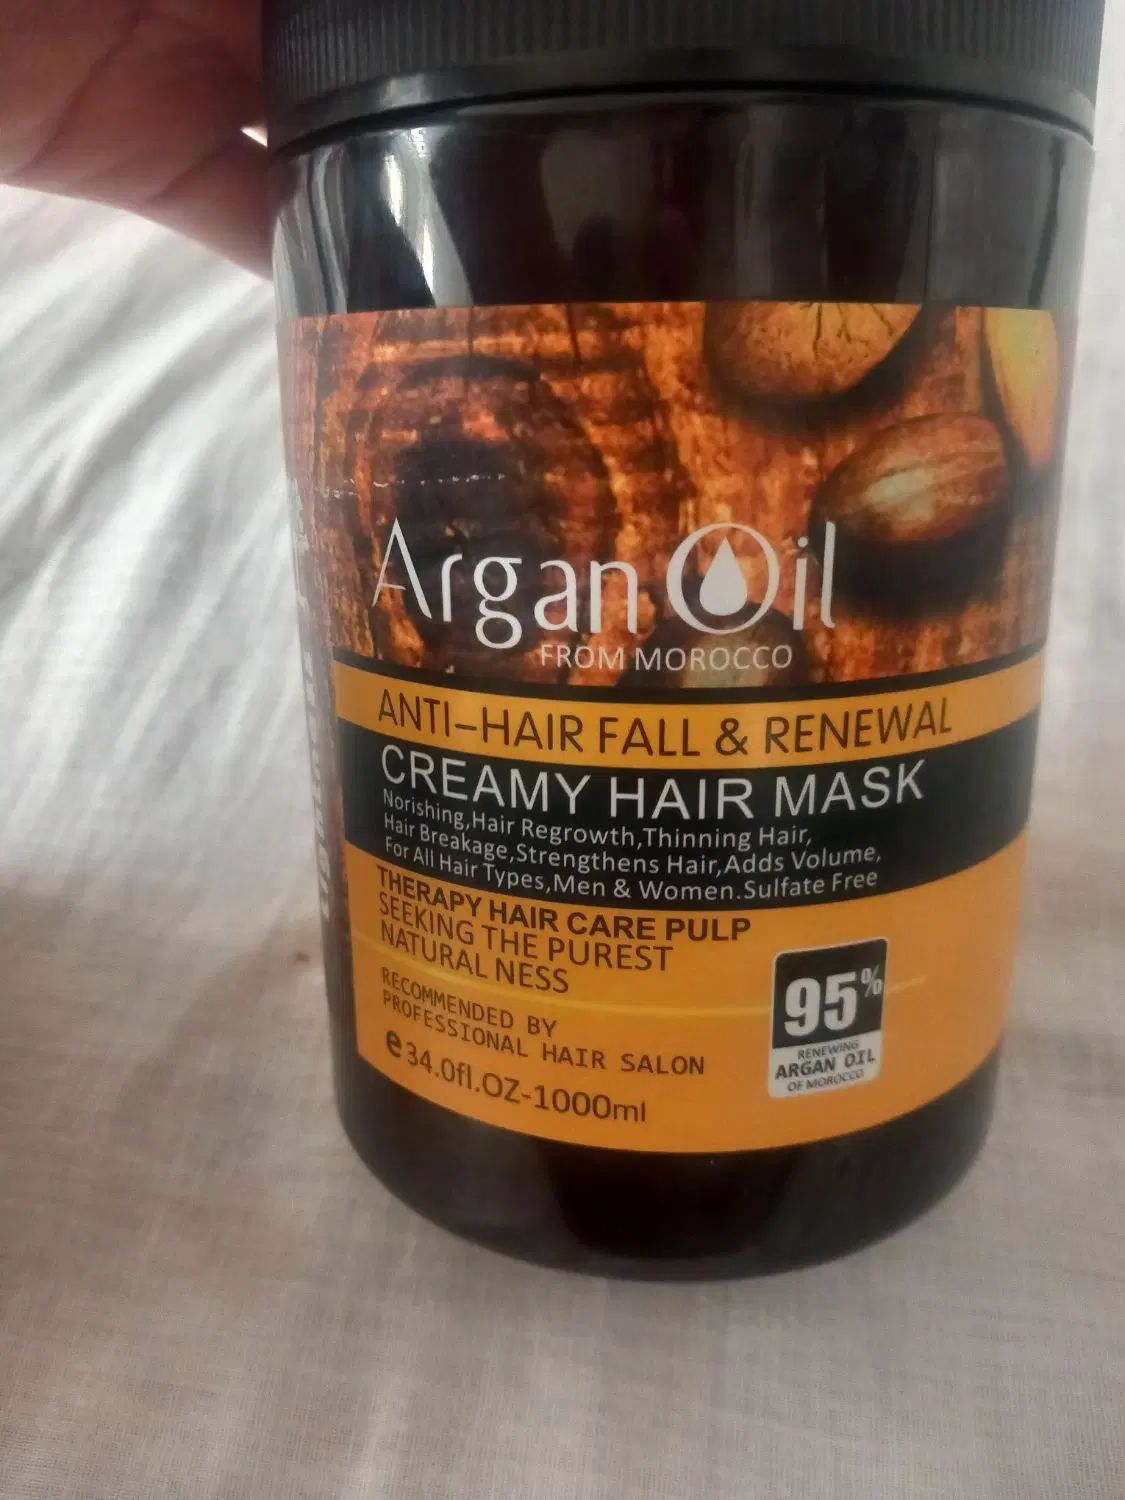 Argan Oil
FROM MOROCCO
ANTI-HAIR FALL & RENEWAL
CREAMY HAIR MASK
Norishing,Hair Regrowth,Thinning Hair,
Hair Breakage,Strengthens Hair,Adds Volume,
For All Hair Types,Men & Women.Sulfate Free
THERAPY HAIR CARE PULP
SEEKING THE PUREST
NATURAL NESS
RECOMMENDED BY
PROFESSIONAL HAIR SALON
e34.0fl.OZ-1000ml
95%
RENEWING
ARGAN OIL
OF MOROCCO